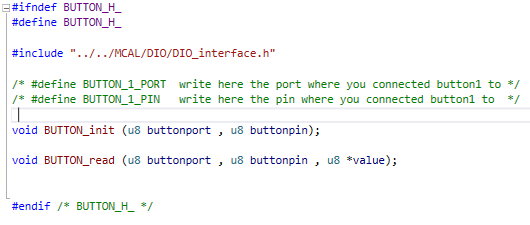 #ifndef BUTTON_H_
#define BUTTON_H_
#include "../../MCAL/DIO/DIO_interface.h"
/* #define BUTTON_1_PORT  write here the port where you connected button1 to */
/* #define BUTTON_1_PIN   write here the pin where you connected button1 to  */
void BUTTON_init (u8 buttonport , u8 buttonpin);
void BUTTON_read (u8 buttonport , u8 buttonpin , u8 *value);
#endif /* BUTTON_H_ */